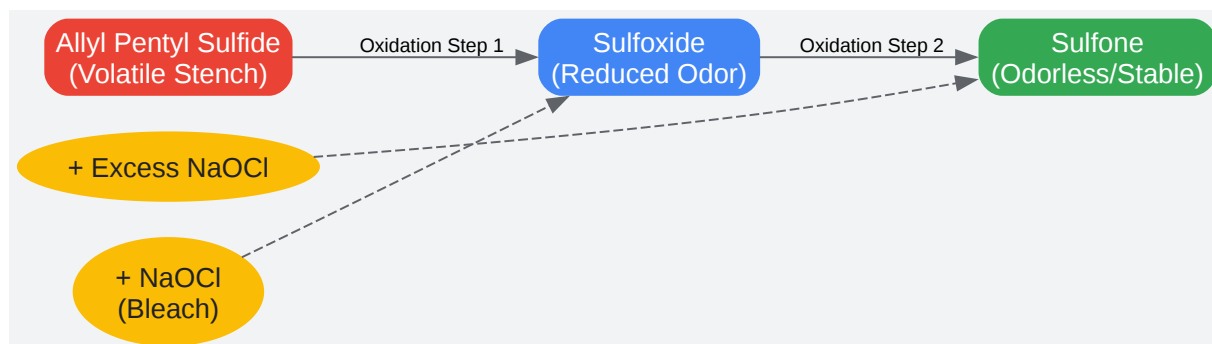 Allyl Pentyl Sulfide
(Volatile Stench)
Oxidation Step 1
Sulfoxide
(Reduced Odor)
Oxidation Step 2
Sulfone
(Odorless/Stable)
+ Excess NaOCl
+ NaOCl
(Bleach)